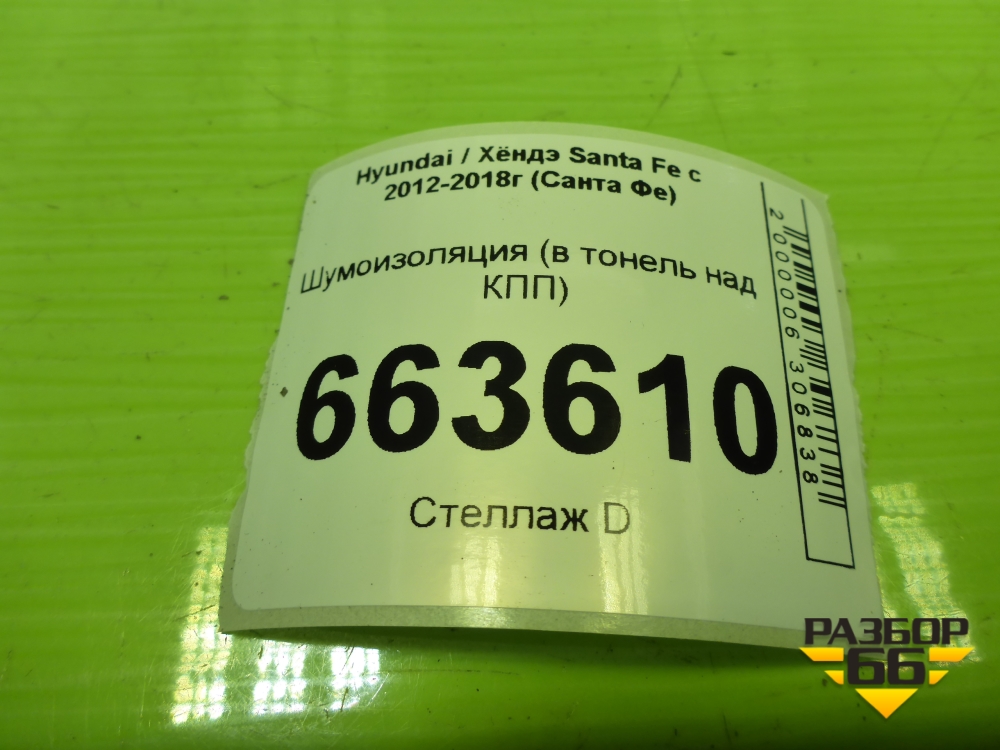 Hyundai / Хёндэ Santa Fe с
2012-2018г (Санта Фе)
Шумоизоляция (в тонель над
КПП)
663610
Стеллаж D
2000006306838
РАЗБОР
66